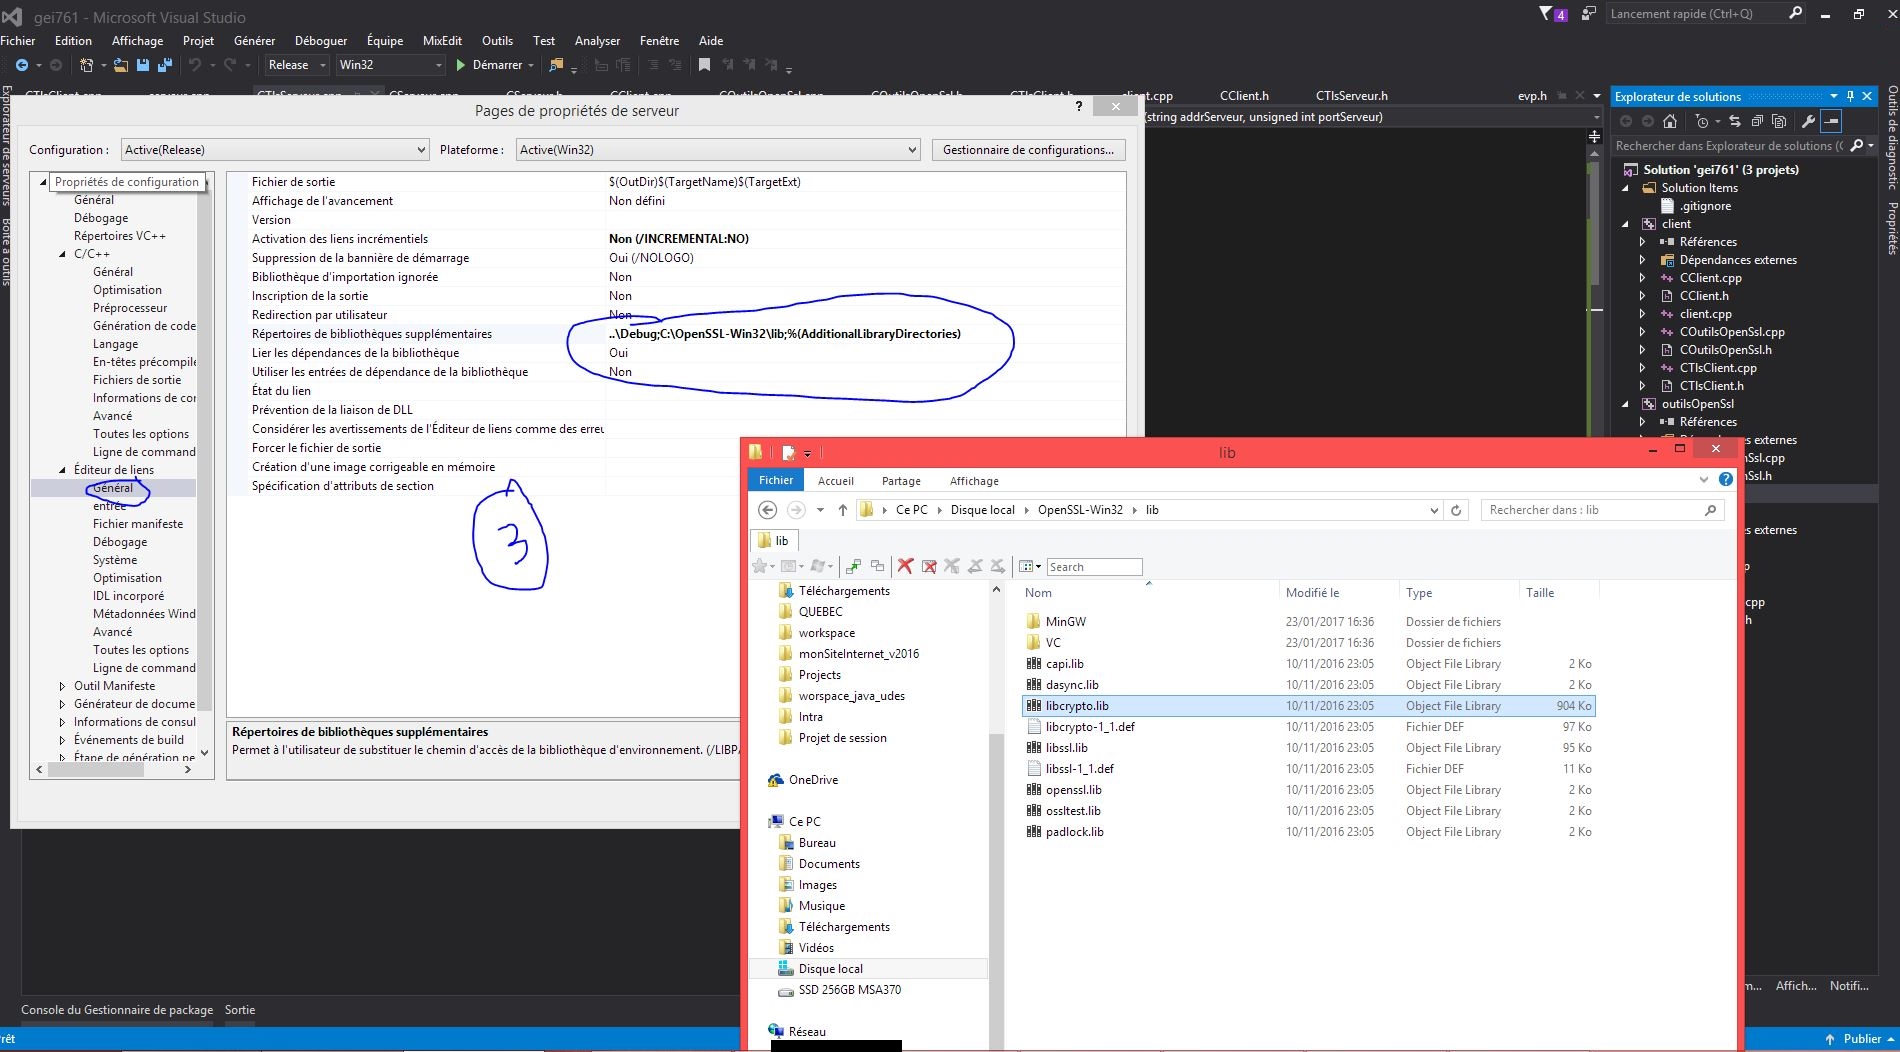 gei761 - Microsoft Visual Studio
4
Lancement rapide (Ctrl+Q)
Fichier Edition Affichage Projet Générer Déboguer Équipe MixEdit Outils Test Analyser Fenêtre Aide
Release Win32 Démarrer
CClient.h CTlsServeur.h evp.h
(string addrServeur, unsigned int portServeur)
Explorateur de serveurs
Boîte à outils
Pages de propriétés de serveur
Configuration : Active(Release) Plateforme : Active(Win32) Gestionnaire de configurations...
Propriétés de configuration
Général
Débogage
Répertoires VC++
C/C++
Général
Optimisation
Préprocesseur
Génération de code
Langage
En-têtes précompile
Fichiers de sortie
Informations de cor
Avancé
Toutes les options
Ligne de command
Éditeur de liens
Général
entrée
Fichier manifeste
Débogage
Système
Optimisation
IDL incorporé
Métadonnées Wind
Avancé
Toutes les options
Ligne de command
Outil Manifeste
Générateur de docume
Informations de consul
Événements de build
Étape de génération pe
Fichier de sortie $(OutDir)$(TargetName)$(TargetExt)
Affichage de l'avancement Non défini
Version
Activation des liens incrémentiels Non (/INCREMENTAL:NO)
Suppression de la bannière de démarrage Oui (/NOLOGO)
Bibliothèque d'importation ignorée Non
Inscription de la sortie Non
Redirection par utilisateur Non
Répertoires de bibliothèques supplémentaires ..\Debug;C:\OpenSSL-Win32\lib;%(AdditionalLibraryDirectories)
Lier les dépendances de la bibliothèque Oui
Utiliser les entrées de dépendance de la bibliothèque Non
État du lien
Prévention de la liaison de DLL
Considérer les avertissements de l'Éditeur de liens comme des erreu
Forcer le fichier de sortie
Création d'une image corrigeable en mémoire
Spécification d'attributs de section
3
Répertoires de bibliothèques supplémentaires
Permet à l'utilisateur de substituer le chemin d'accès de la bibliothèque d'environnement. (/LIBPA
lib
Fichier Accueil Partage Affichage
Ce PC Disque local OpenSSL-Win32 lib
Rechercher dans : lib
lib
Search
Téléchargements
QUEBEC
workspace
monSiteInternet_v2016
Projects
worspace_java_udes
Intra
Projet de session
OneDrive
Ce PC
Bureau
Documents
Images
Musique
Téléchargements
Vidéos
Disque local
SSD 256GB MSA370
Réseau
Nom Modifié le Type Taille
MinGW 23/01/2017 16:36 Dossier de fichiers
VC 23/01/2017 16:36 Dossier de fichiers
capi.lib 10/11/2016 23:05 Object File Library 2 Ko
dasync.lib 10/11/2016 23:05 Object File Library 2 Ko
libcrypto.lib 10/11/2016 23:05 Object File Library 904 Ko
libcrypto-1_1.def 10/11/2016 23:05 Fichier DEF 97 Ko
libssl.lib 10/11/2016 23:05 Object File Library 95 Ko
libssl-1_1.def 10/11/2016 23:05 Fichier DEF 11 Ko
openssl.lib 10/11/2016 23:05 Object File Library 2 Ko
ossltest.lib 10/11/2016 23:05 Object File Library 2 Ko
padlock.lib 10/11/2016 23:05 Object File Library 2 Ko
Explorateur de solutions
Rechercher dans Explorateur de solutions (C
Solution 'gei761' (3 projets)
Solution Items
.gitignore
client
Références
Dépendances externes
CClient.cpp
CClient.h
client.cpp
COutilsOpenSsl.cpp
COutilsOpenSsl.h
CTlsClient.cpp
CTlsClient.h
outilsOpenSsl
Références
es externes
nSsl.cpp
nSsl.h
es externes
p
cpp
h
m... Affich... Notifi...
Outils de diagnostic
Propriétés
Console du Gestionnaire de package Sortie
rêt
Publier